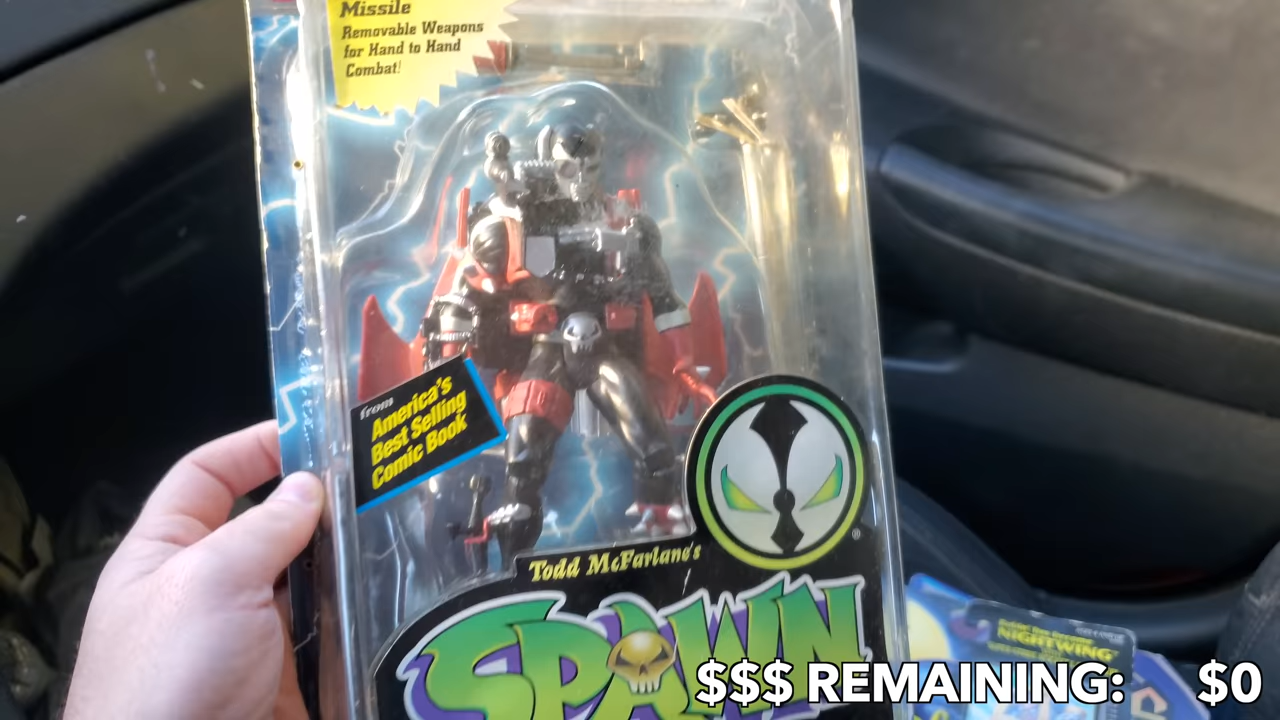 Missile
Removable Weapons
for Hand to Hand
Combat!
from
America's
Best Selling
Comic Book
®
Todd McFarlane's
SPAWN
NIGHTWING
$$$ REMAINING: $0